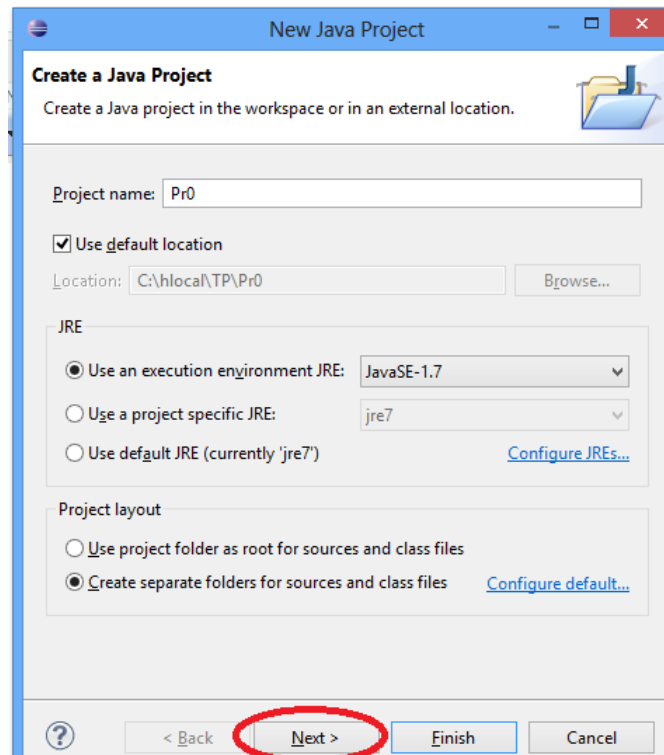 New Java Project
Create a Java Project
Create a Java project in the workspace or in an external location.
Project name: Pr0
Use default location
Location: C:\hlocal\TP\Pr0 Browse...
JRE
Use an execution environment JRE: JavaSE-1.7
Use a project specific JRE: jre7
Use default JRE (currently 'jre7') Configure JREs...
Project layout
Use project folder as root for sources and class files
Create separate folders for sources and class files Configure default...
? < Back Next > Finish Cancel